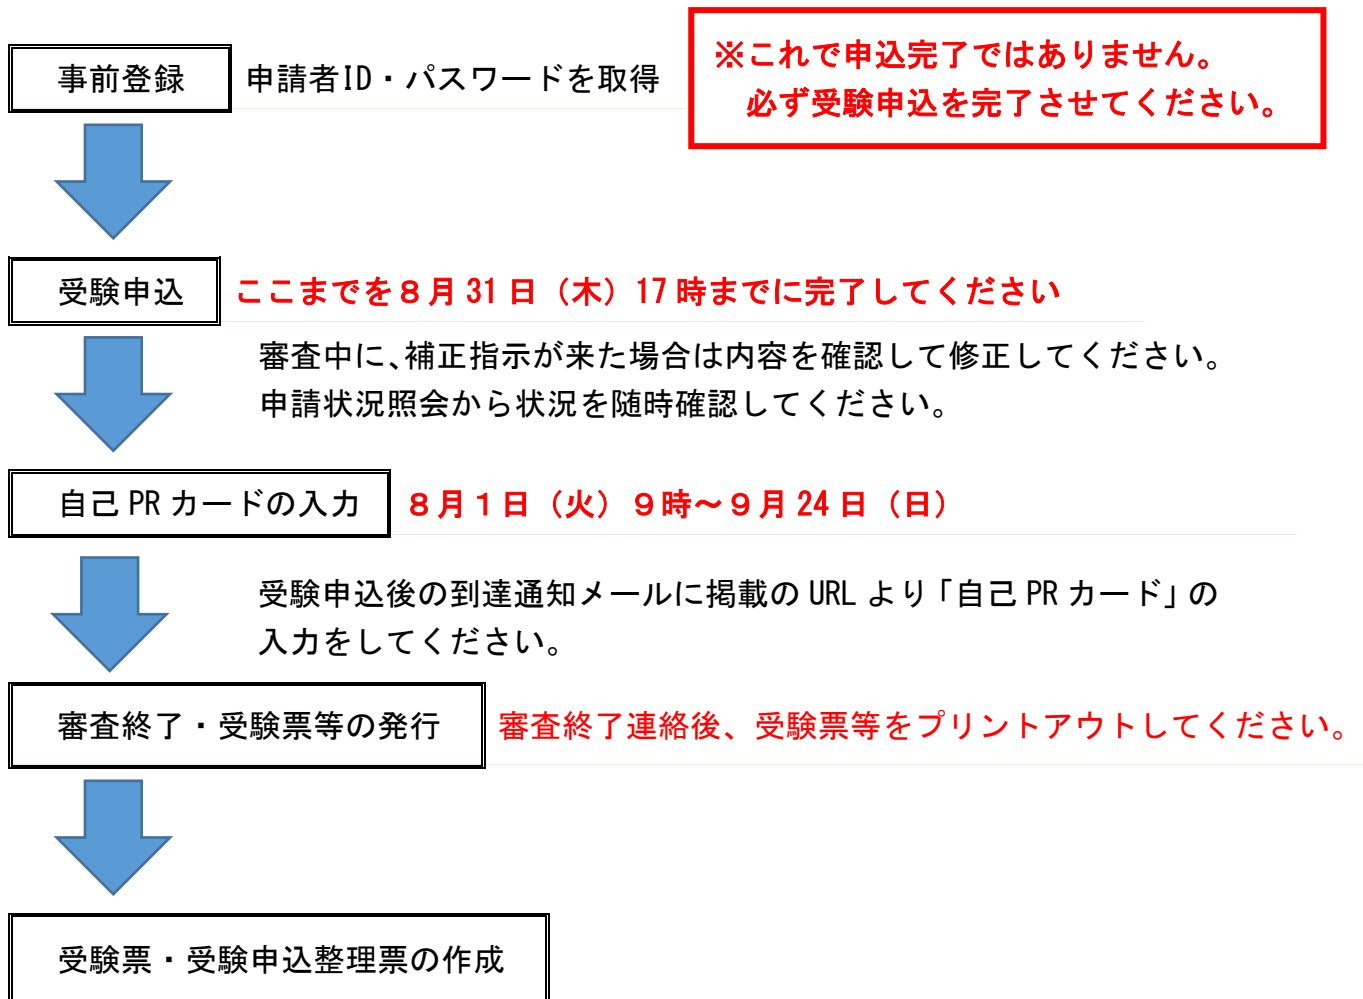 事前登録 申請者ID・パスワードを取得
※これで申込完了ではありません。
必ず受験申込を完了させてください。
受験申込 ここまでを８月31日（木）17時までに完了してください
審査中に、補正指示が来た場合は内容を確認して修正してください。
申請状況照会から状況を随時確認してください。
自己PRカードの入力 ８月１日（火）９時～９月24日（日）
受験申込後の到達通知メールに掲載のURLより「自己PRカード」の
入力をしてください。
審査終了・受験票等の発行 審査終了連絡後、受験票等をプリントアウトしてください。
受験票・受験申込整理票の作成